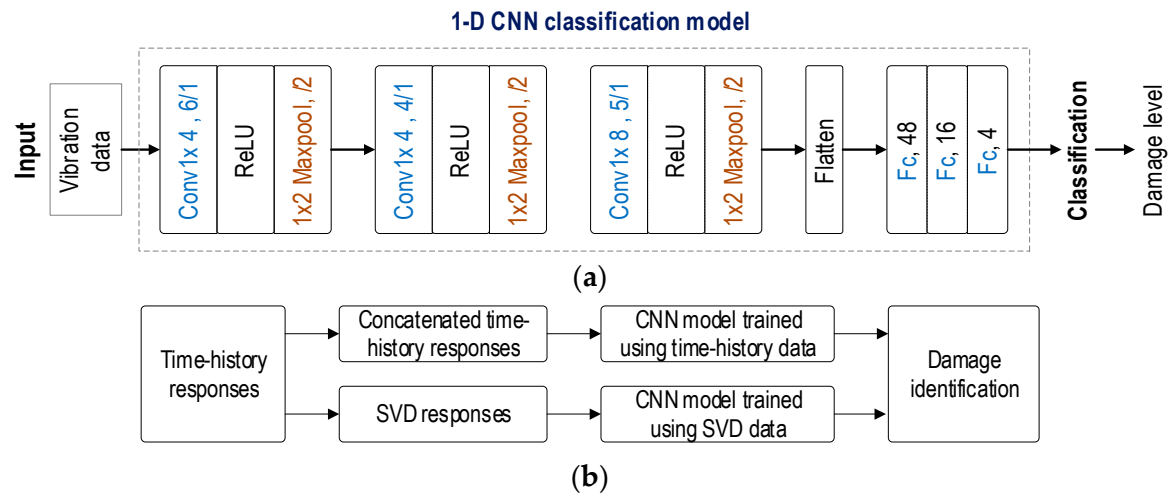 1-D CNN classification model
Input
Vibration
data
Conv1x 4 , 6/1
ReLU
1x2 Maxpool, /2
Conv1x 4 , 4/1
ReLU
1x2 Maxpool, /2
Conv1x 8 , 5/1
ReLU
1x2 Maxpool, /2
Flatten
Fc, 48
Fc, 16
Fc, 4
Classification
Damage level
(a)
Time-history
responses
Concatenated time-
history responses
CNN model trained
using time-history data
SVD responses
CNN model trained
using SVD data
Damage
identification
(b)